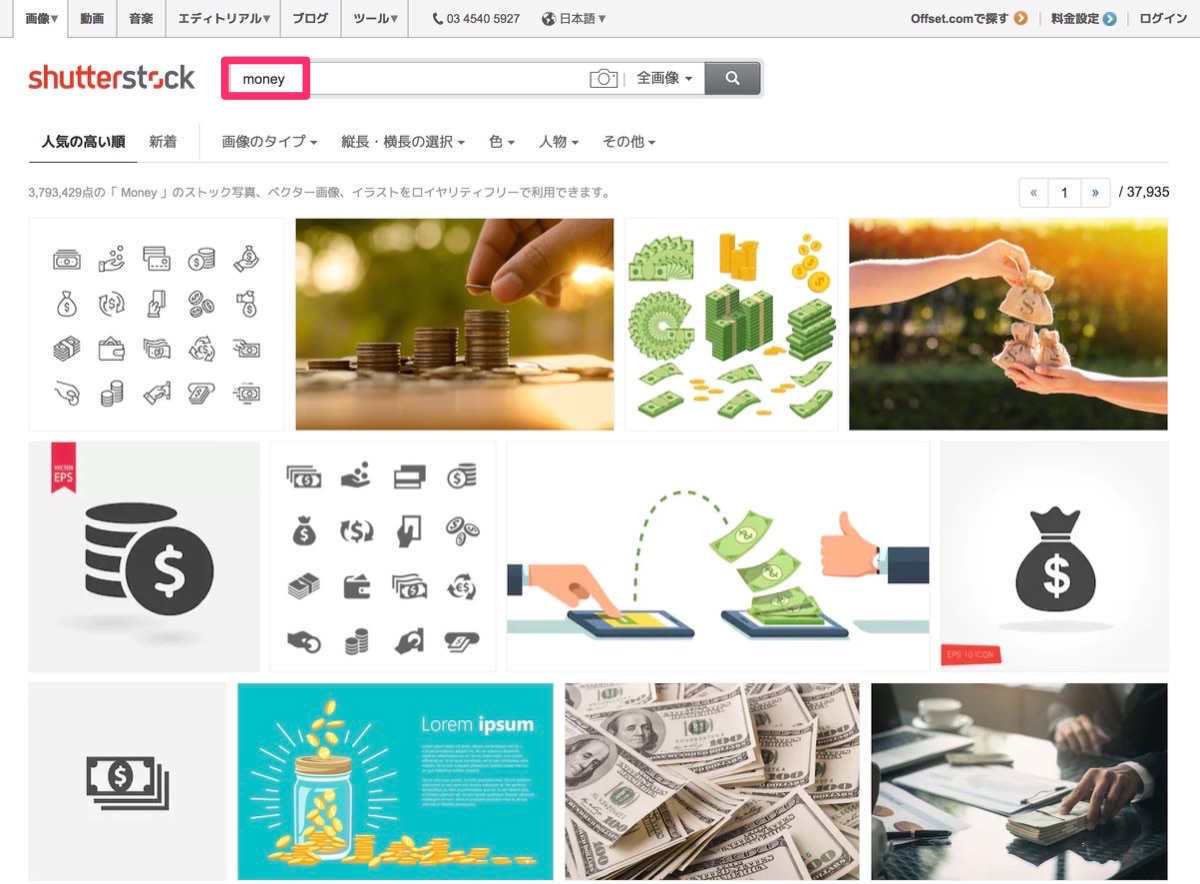 画像▾ 動画 音楽 エディトリアル▾ ブログ ツール▾ 03 4540 5927 日本語 ▾ Offset.comで探す 料金設定 ログイン
shutterstock money 全画像
人気の高い順 新着 画像のタイプ 縦長・横長の選択 色 人物 その他
3,793,429点の「 Money 」のストック写真、ベクター画像、イラストをロイヤリティフリーで利用できます。 « 1 » / 37,935
VECTOR
EPS
EPS 10 ICON
Lorem ipsum
100
100
100